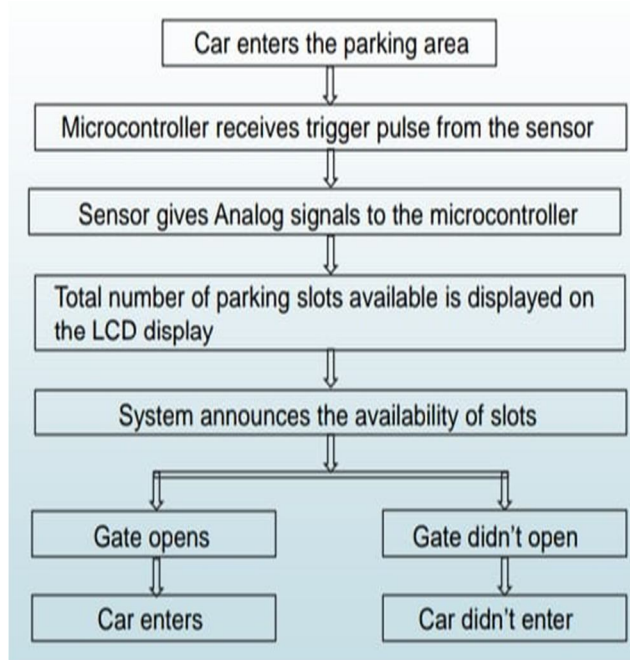 Car enters the parking area
Microcontroller receives trigger pulse from the sensor
Sensor gives Analog signals to the microcontroller
Total number of parking slots available is displayed on
the LCD display
System announces the availability of slots
Gate opens
Gate didn't open
Car enters
Car didn't enter